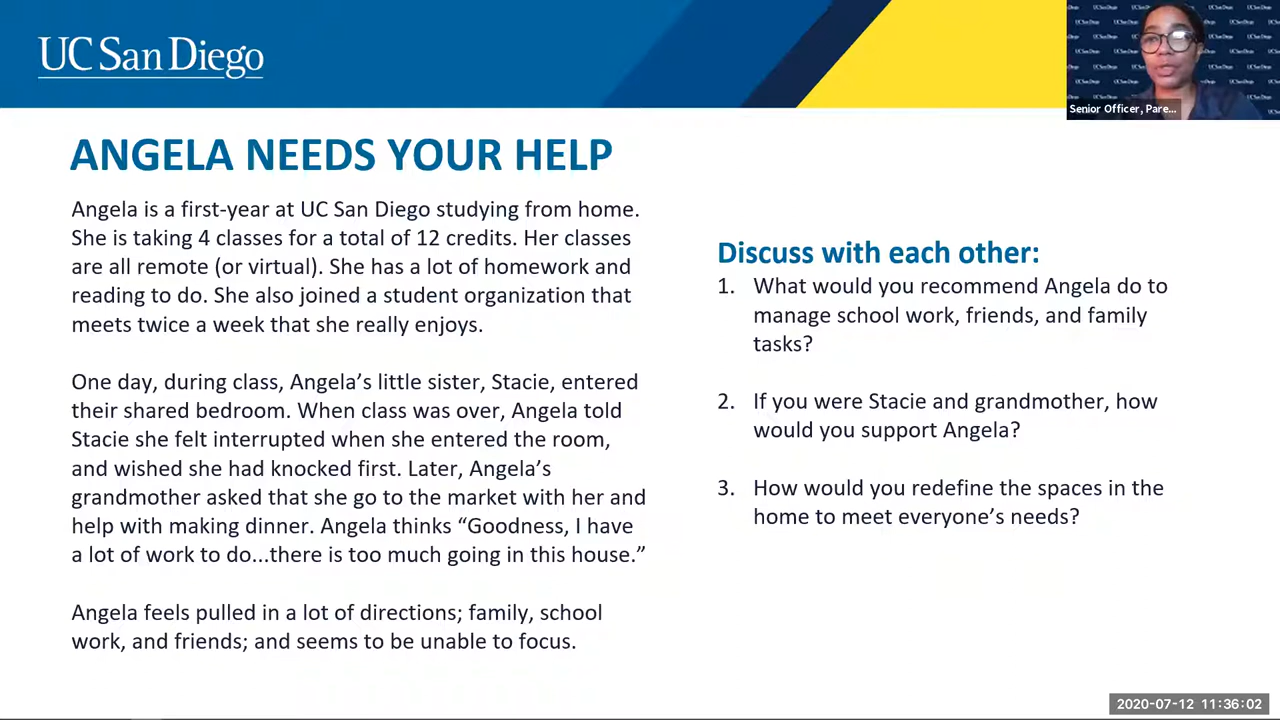 UC San Diego
Senior Officer, Pare...
ANGELA NEEDS YOUR HELP
Angela is a first-year at UC San Diego studying from home.
She is taking 4 classes for a total of 12 credits. Her classes
are all remote (or virtual). She has a lot of homework and
reading to do. She also joined a student organization that
meets twice a week that she really enjoys.
One day, during class, Angela's little sister, Stacie, entered
their shared bedroom. When class was over, Angela told
Stacie she felt interrupted when she entered the room,
and wished she had knocked first. Later, Angela's
grandmother asked that she go to the market with her and
help with making dinner. Angela thinks “Goodness, I have
a lot of work to do...there is too much going in this house.”
Angela feels pulled in a lot of directions; family, school
work, and friends; and seems to be unable to focus.
Discuss with each other:
1. What would you recommend Angela do to
manage school work, friends, and family
tasks?
2. If you were Stacie and grandmother, how
would you support Angela?
3. How would you redefine the spaces in the
home to meet everyone's needs?
2020-07-12 11:36:02